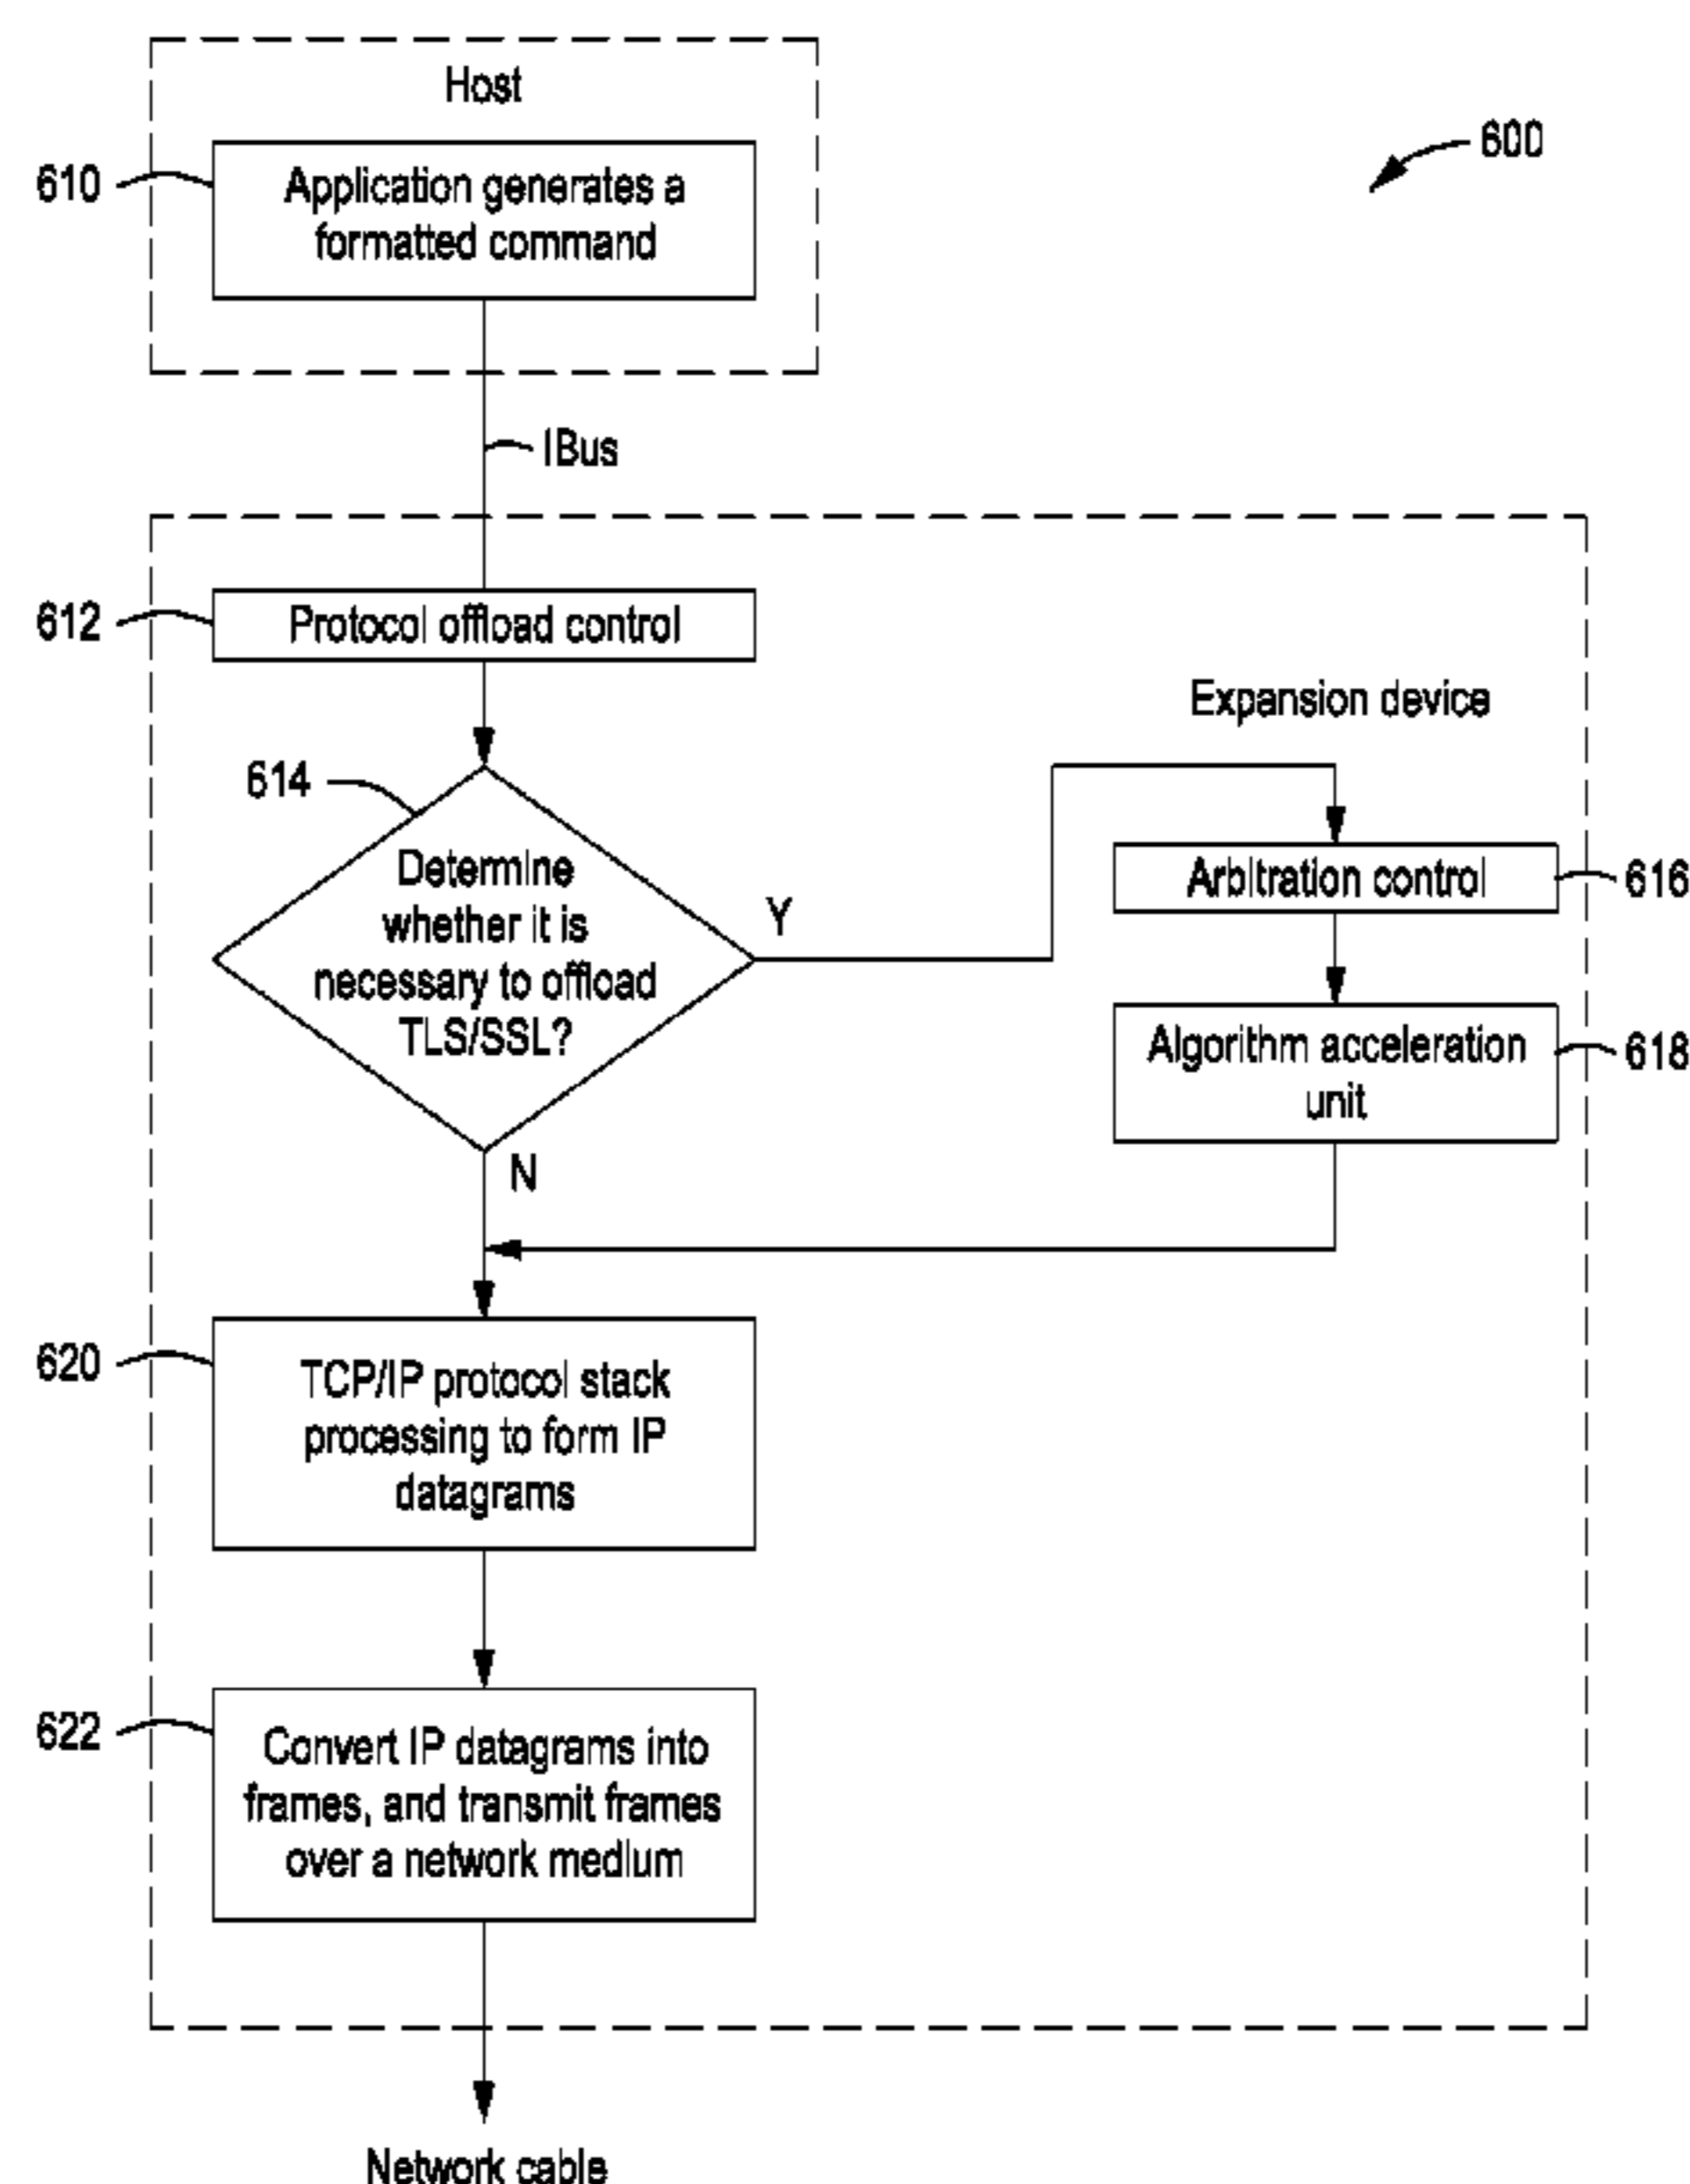 Host
600
610
Application generates a
formatted command
IBus
612
Protocol offload control
Expansion device
614
Determine
whether it is
necessary to offload
TLS/SSL?
Y
N
Arbitration control
616
Algorithm acceleration
unit
618
620
TCP/IP protocol stack
processing to form IP
datagrams
622
Convert IP datagrams into
frames, and transmit frames
over a network medium
Network cable